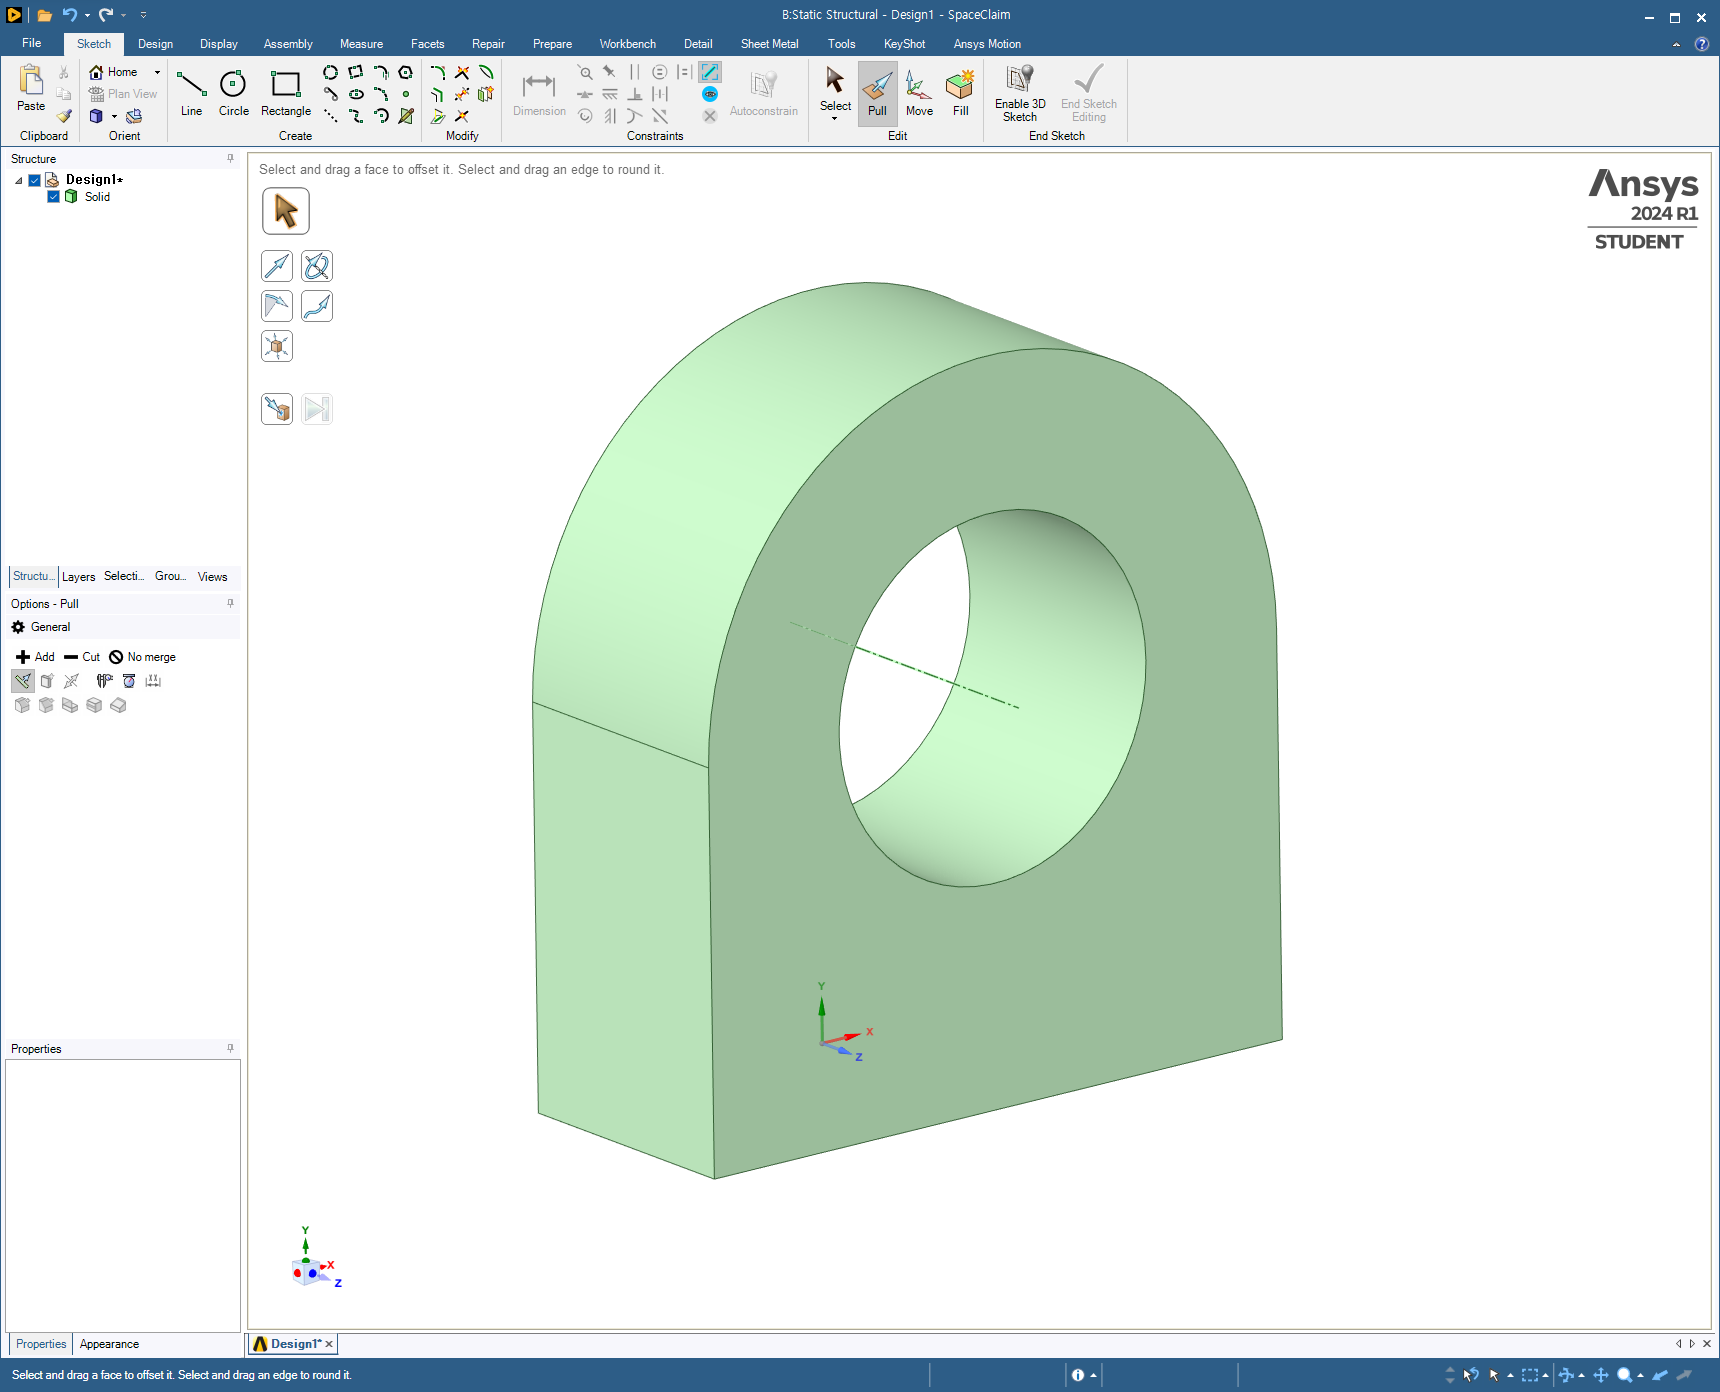 B:Static Structural - Design1 - SpaceClaim
File Sketch Design Display Assembly Measure Facets Repair Prepare Workbench Detail Sheet Metal Tools KeyShot Ansys Motion
Paste
Home
Plan View
Line Circle Rectangle
Dimension
Autoconstrain
Select Pull Move Fill
Enable 3D Sketch
End Sketch Editing
Clipboard Orient Create Modify Constraints Edit End Sketch
Structure
Design1*
Solid
Select and drag a face to offset it. Select and drag an edge to round it.
Ansys
2024 R1
STUDENT
Structu... Layers Selecti... Grou... Views
Options - Pull
General
Add Cut No merge
Y
X
Z
Properties
Y
X
Z
Properties Appearance
Design1*
Select and drag a face to offset it. Select and drag an edge to round it.